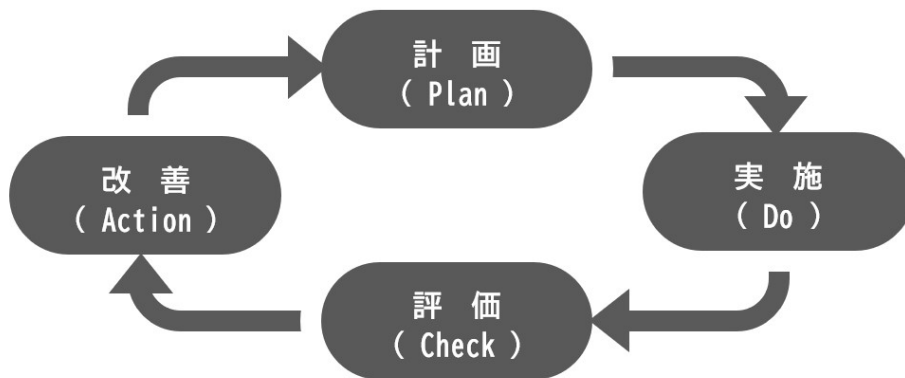 計 画
( Plan )
実 施
( Do )
評 価
( Check )
改 善
( Action )